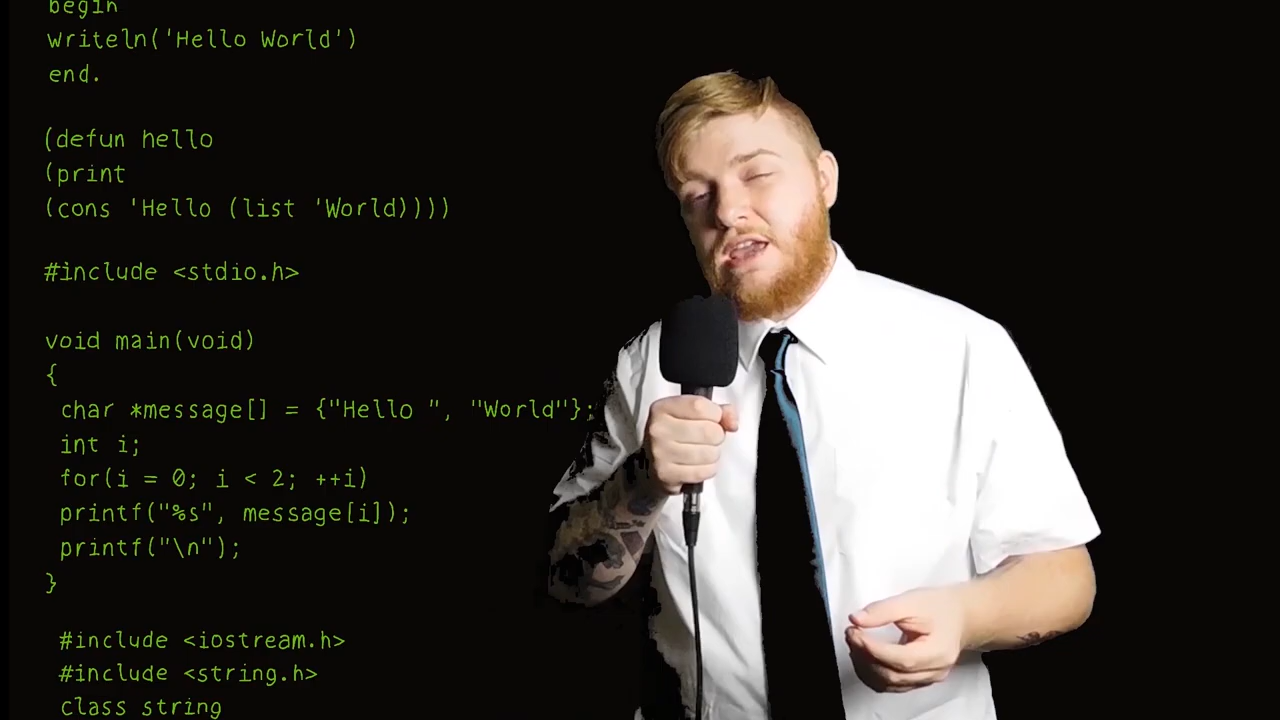 begin
writeln('Hello World')
end.
(defun hello
(print
(cons 'Hello (list 'World))))
#include <stdio.h>
void main(void)
{
char *message[] = {"Hello ", "World"};
int i;
for(i = 0; i < 2; ++i)
printf("%s", message[i]);
printf("\n");
}
#include <iostream.h>
#include <string.h>
class string